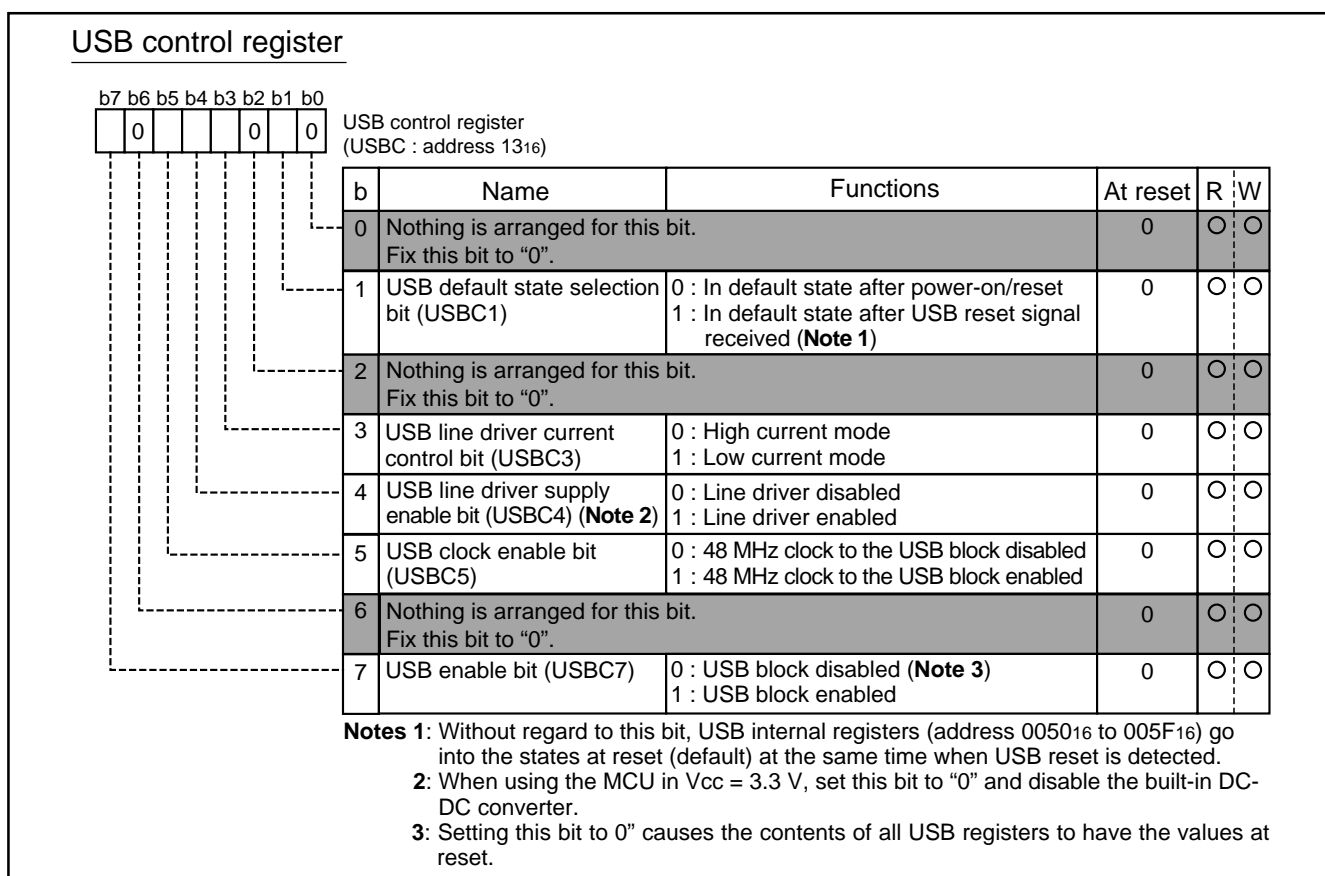 USB control register
b7 b6 b5 b4 b3 b2 b1 b0
0 0 0
USB control register
(USBC : address 1316)
b Name Functions At reset R W
0 Nothing is arranged for this bit. 0 O O
Fix this bit to “0”.
1 USB default state selection 0 : In default state after power-on/reset 0 O O
bit (USBC1) 1 : In default state after USB reset signal
received (Note 1)
2 Nothing is arranged for this bit. 0 O O
Fix this bit to “0”.
3 USB line driver current 0 : High current mode 0 O O
control bit (USBC3) 1 : Low current mode
4 USB line driver supply 0 : Line driver disabled 0 O O
enable bit (USBC4) (Note 2) 1 : Line driver enabled
5 USB clock enable bit 0 : 48 MHz clock to the USB block disabled 0 O O
(USBC5) 1 : 48 MHz clock to the USB block enabled
6 Nothing is arranged for this bit. 0 O O
Fix this bit to “0”.
7 USB enable bit (USBC7) 0 : USB block disabled (Note 3) 0 O O
1 : USB block enabled
Notes 1: Without regard to this bit, USB internal registers (address 005016 to 005F16) go
into the states at reset (default) at the same time when USB reset is detected.
2: When using the MCU in Vcc = 3.3 V, set this bit to “0” and disable the built-in DC-
DC converter.
3: Setting this bit to 0” causes the contents of all USB registers to have the values at
reset.